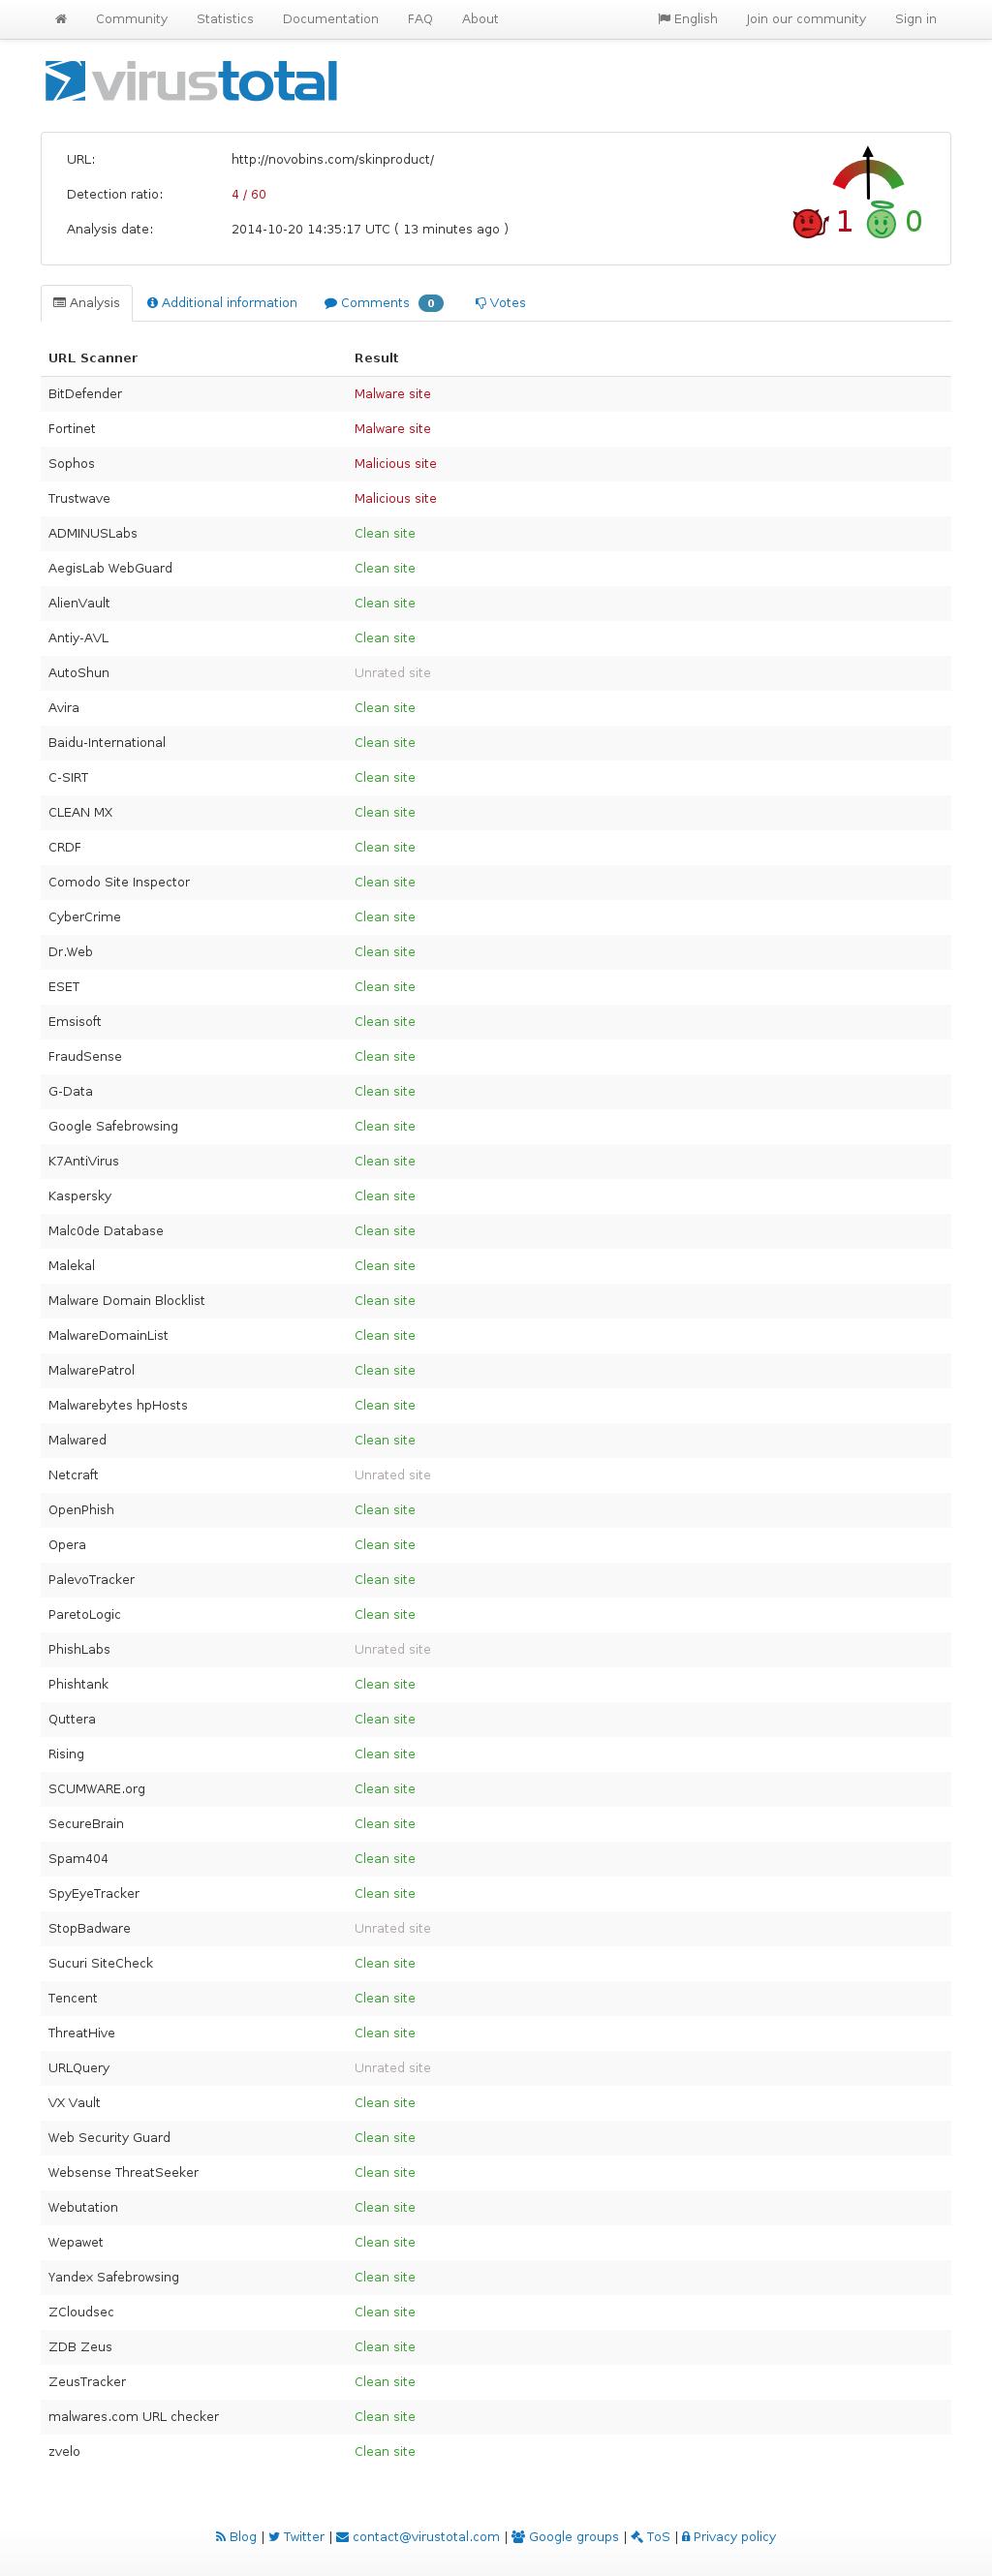 Community Statistics Documentation FAQ About English Join our community Sign in
virustotal
URL: http://novobins.com/skinproduct/
Detection ratio: 4 / 60
Analysis date: 2014-10-20 14:35:17 UTC ( 13 minutes ago )
1 0
Analysis Additional information Comments 0 Votes
URL Scanner Result
BitDefender Malware site
Fortinet Malware site
Sophos Malicious site
Trustwave Malicious site
ADMINUSLabs Clean site
AegisLab WebGuard Clean site
AlienVault Clean site
Antiy-AVL Clean site
AutoShun Unrated site
Avira Clean site
Baidu-International Clean site
C-SIRT Clean site
CLEAN MX Clean site
CRDF Clean site
Comodo Site Inspector Clean site
CyberCrime Clean site
Dr.Web Clean site
ESET Clean site
Emsisoft Clean site
FraudSense Clean site
G-Data Clean site
Google Safebrowsing Clean site
K7AntiVirus Clean site
Kaspersky Clean site
Malc0de Database Clean site
Malekal Clean site
Malware Domain Blocklist Clean site
MalwareDomainList Clean site
MalwarePatrol Clean site
Malwarebytes hpHosts Clean site
Malwared Clean site
Netcraft Unrated site
OpenPhish Clean site
Opera Clean site
PalevoTracker Clean site
ParetoLogic Clean site
PhishLabs Unrated site
Phishtank Clean site
Quttera Clean site
Rising Clean site
SCUMWARE.org Clean site
SecureBrain Clean site
Spam404 Clean site
SpyEyeTracker Clean site
StopBadware Unrated site
Sucuri SiteCheck Clean site
Tencent Clean site
ThreatHive Clean site
URLQuery Unrated site
VX Vault Clean site
Web Security Guard Clean site
Websense ThreatSeeker Clean site
Webutation Clean site
Wepawet Clean site
Yandex Safebrowsing Clean site
ZCloudsec Clean site
ZDB Zeus Clean site
ZeusTracker Clean site
malwares.com URL checker Clean site
zvelo Clean site
Blog | Twitter | contact@virustotal.com | Google groups | ToS | Privacy policy